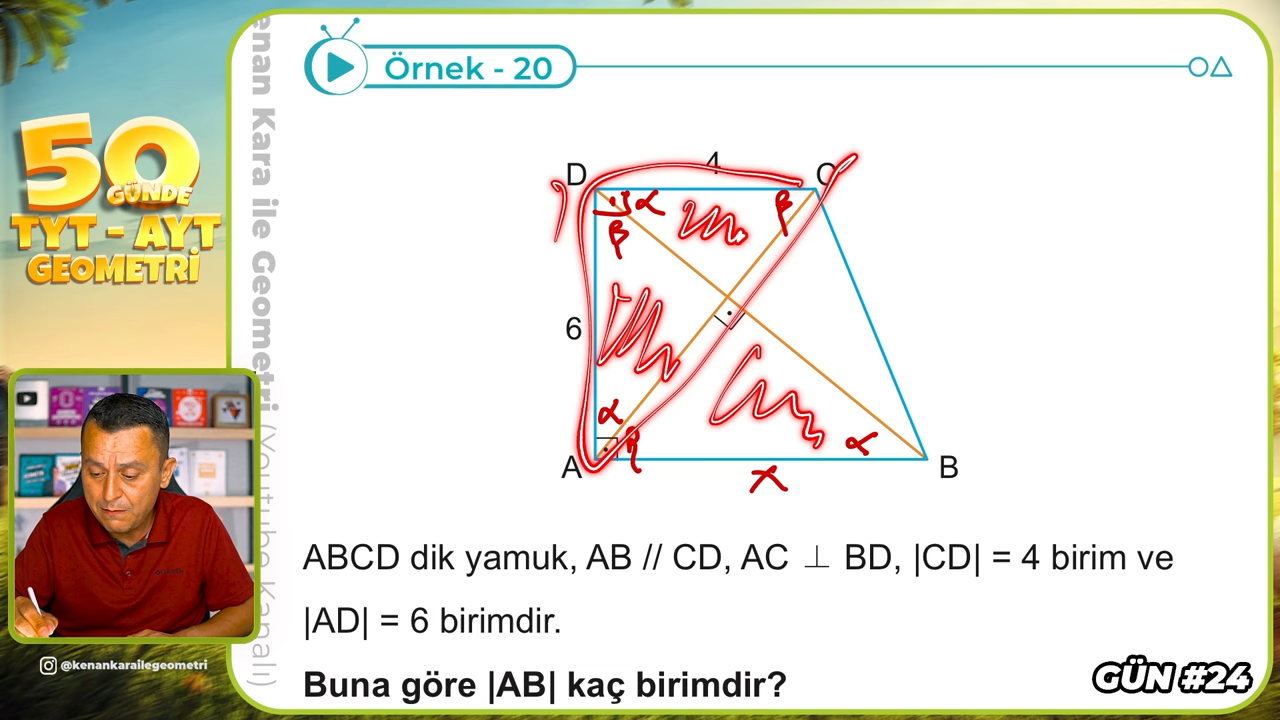 50
GÜNDE
TYT - AYT
GEOMETRİ
enan Kara ile Geometri (Youtube Kanalı)
Örnek - 20
D
4
C
α
β
β
6
α
α
A
β
x
B
ABCD dik yamuk, AB // CD, AC ⊥ BD, |CD| = 4 birim ve
|AD| = 6 birimdir.
Buna göre |AB| kaç birimdir?
@kenankarailegeometri
GÜN #24